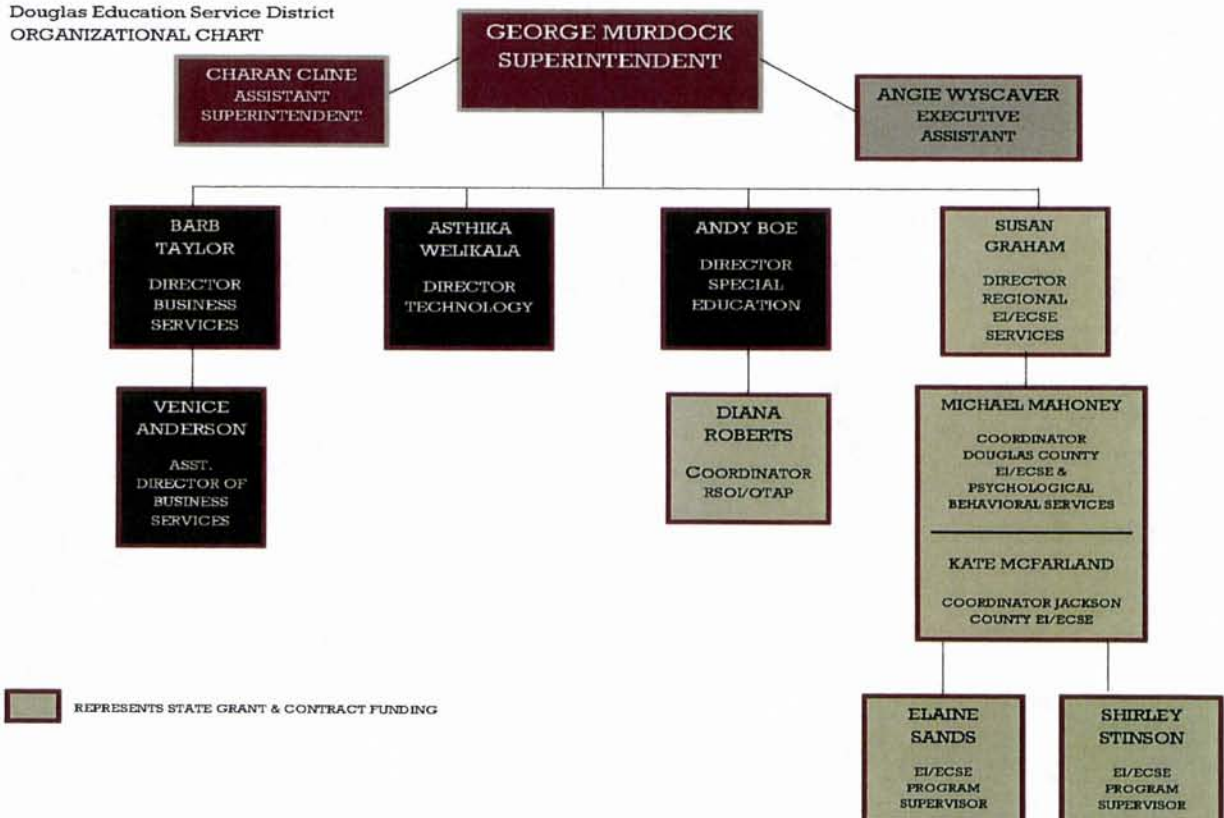 Douglas Education Service District
ORGANIZATIONAL CHART
GEORGE MURDOCK
SUPERINTENDENT
CHARAN CLINE
ASSISTANT
SUPERINTENDENT
ANGIE WYSCAVER
EXECUTIVE
ASSISTANT
BARB
TAYLOR
DIRECTOR
BUSINESS
SERVICES
ASTHIKA
WELIKALA
DIRECTOR
TECHNOLOGY
ANDY BOE
DIRECTOR
SPECIAL
EDUCATION
SUSAN
GRAHAM
DIRECTOR
REGIONAL
EI/ECSE
SERVICES
VENICE
ANDERSON
ASST.
DIRECTOR OF
BUSINESS
SERVICES
DIANA
ROBERTS
COORDINATOR
RSOI/OTAP
MICHAEL MAHONEY
COORDINATOR
DOUGLAS COUNTY
EI/ECSE &
PSYCHOLOGICAL
BEHAVIORAL SERVICES
KATE MCFARLAND
COORDINATOR JACKSON
COUNTY EI/ECSE
REPRESENTS STATE GRANT & CONTRACT FUNDING
ELAINE
SANDS
EI/ECSE
PROGRAM
SUPERVISOR
SHIRLEY
STINSON
EI/ECSE
PROGRAM
SUPERVISOR